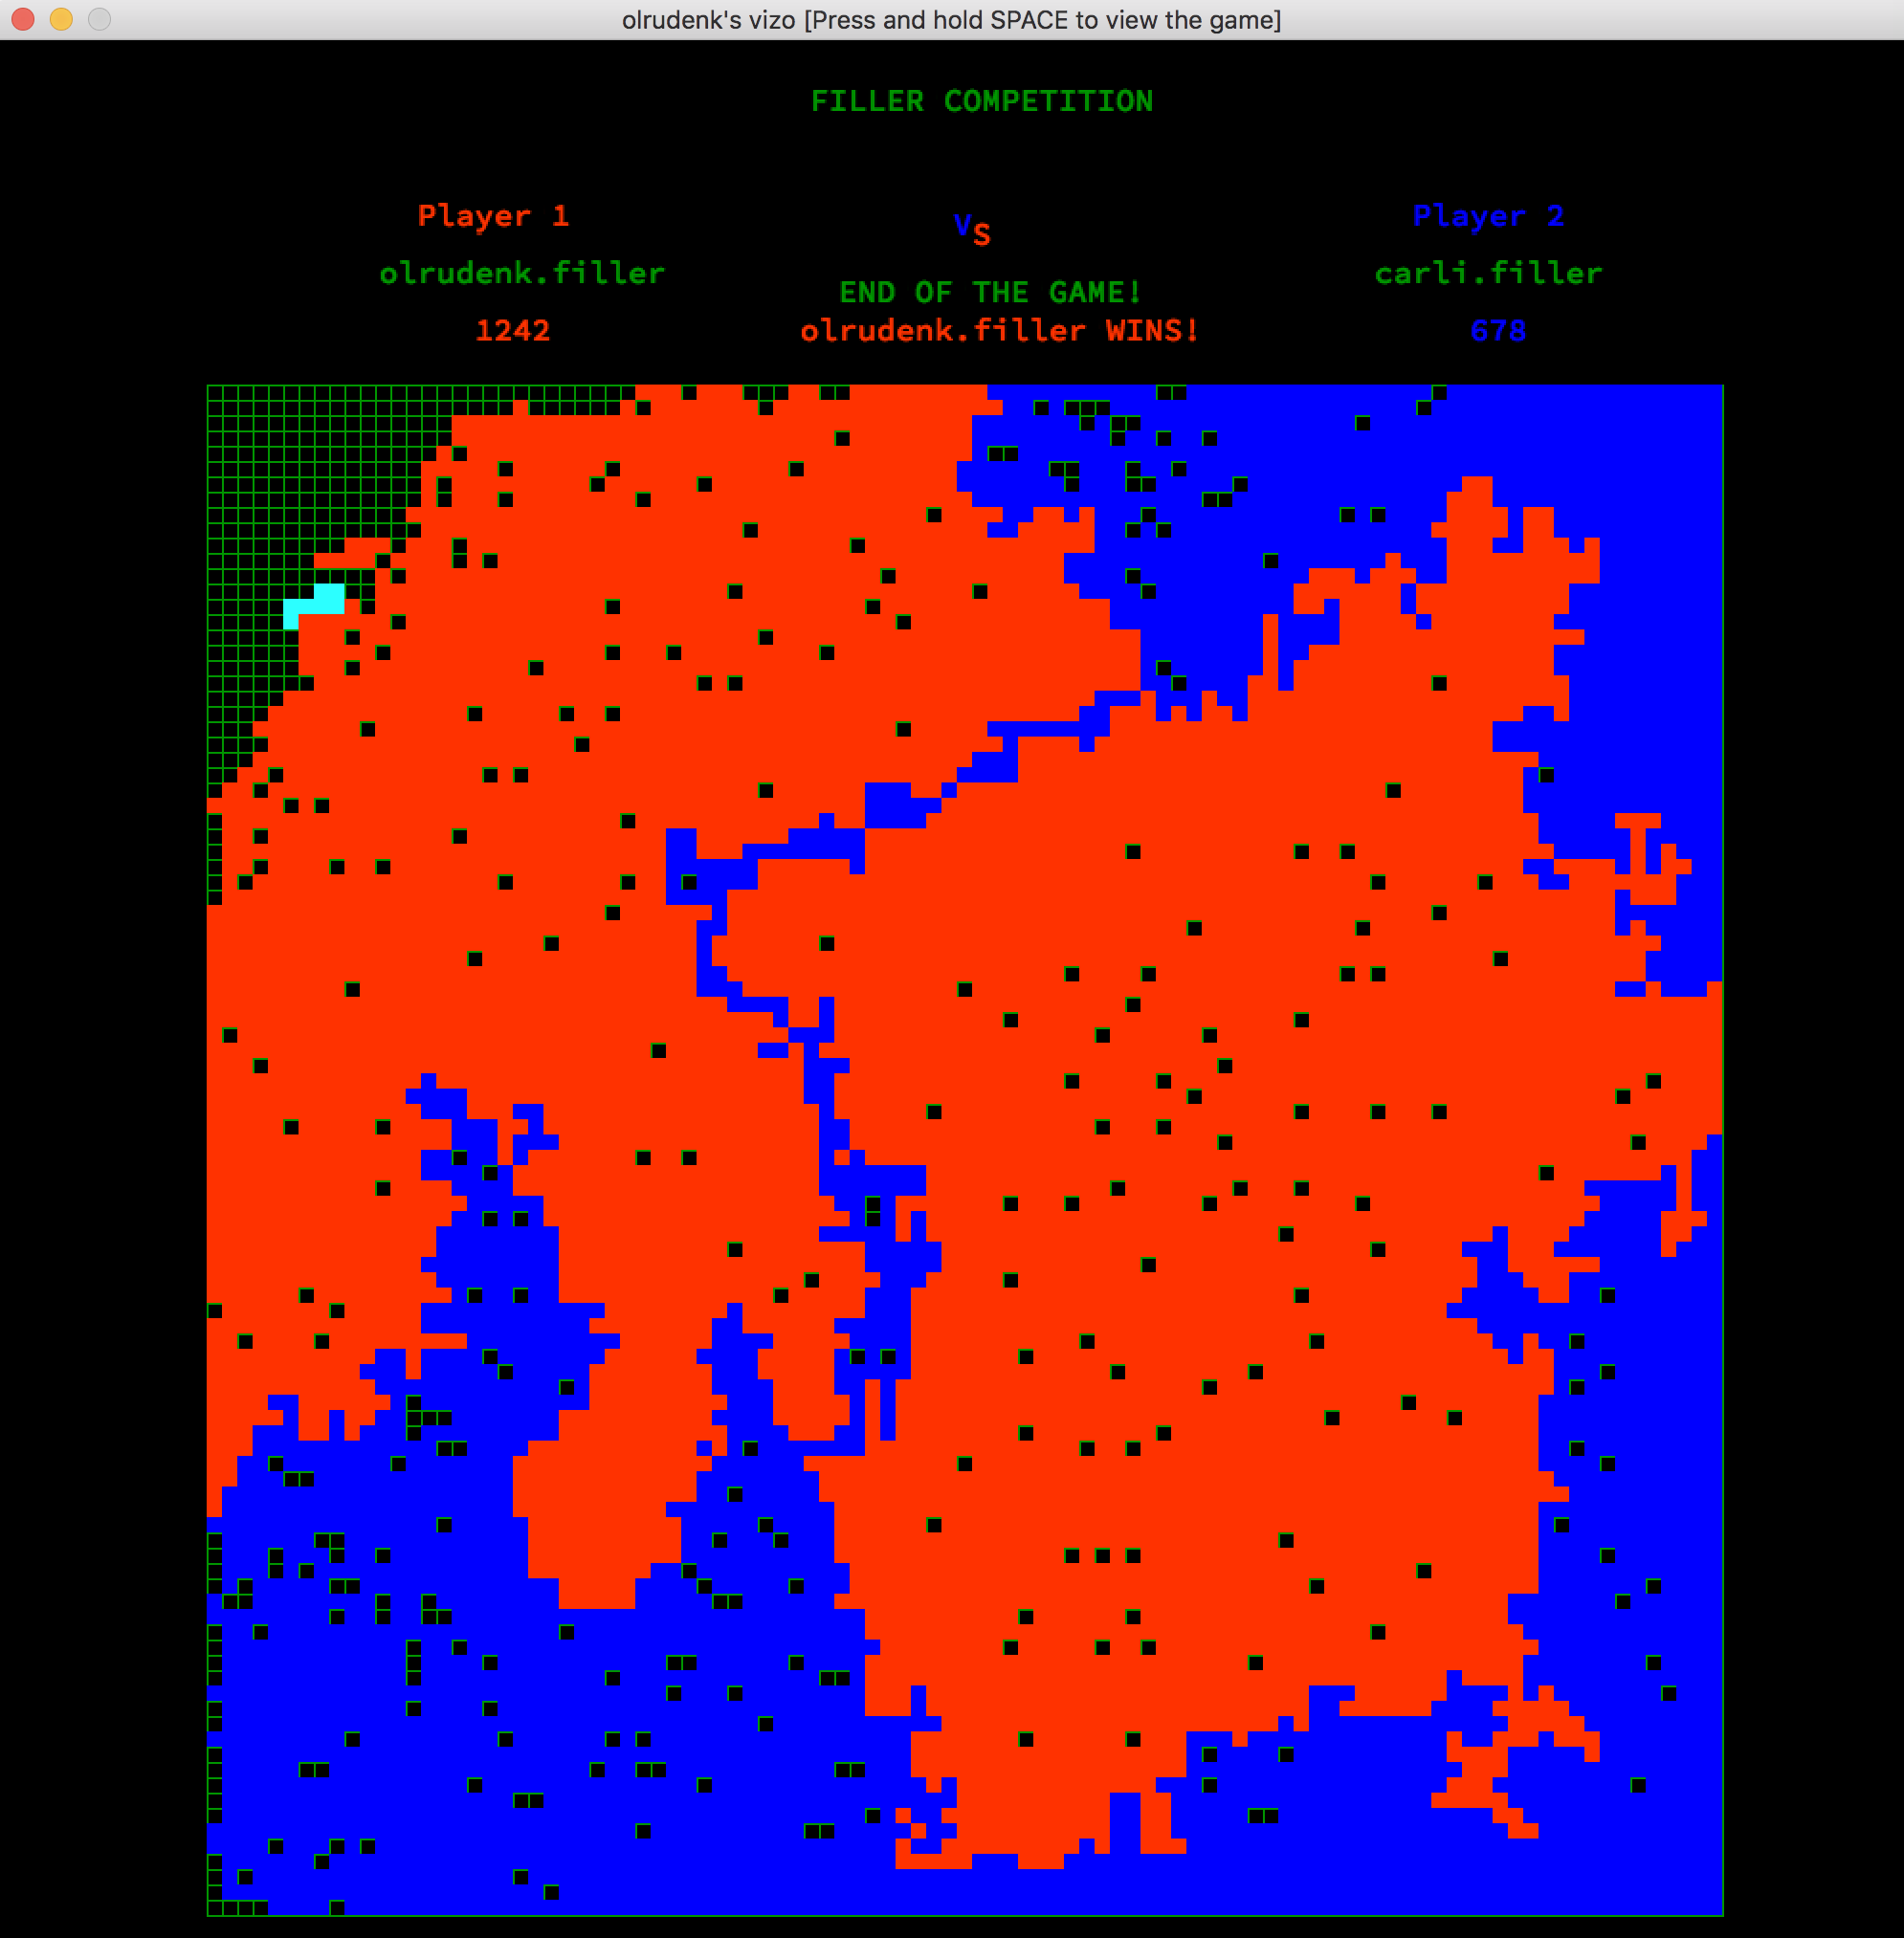 olrudenk's vizo [Press and hold SPACE to view the game]
FILLER COMPETITION
Player 1
VS
Player 2
olrudenk.filler
carli.filler
END OF THE GAME!
1242
olrudenk.filler WINS!
678